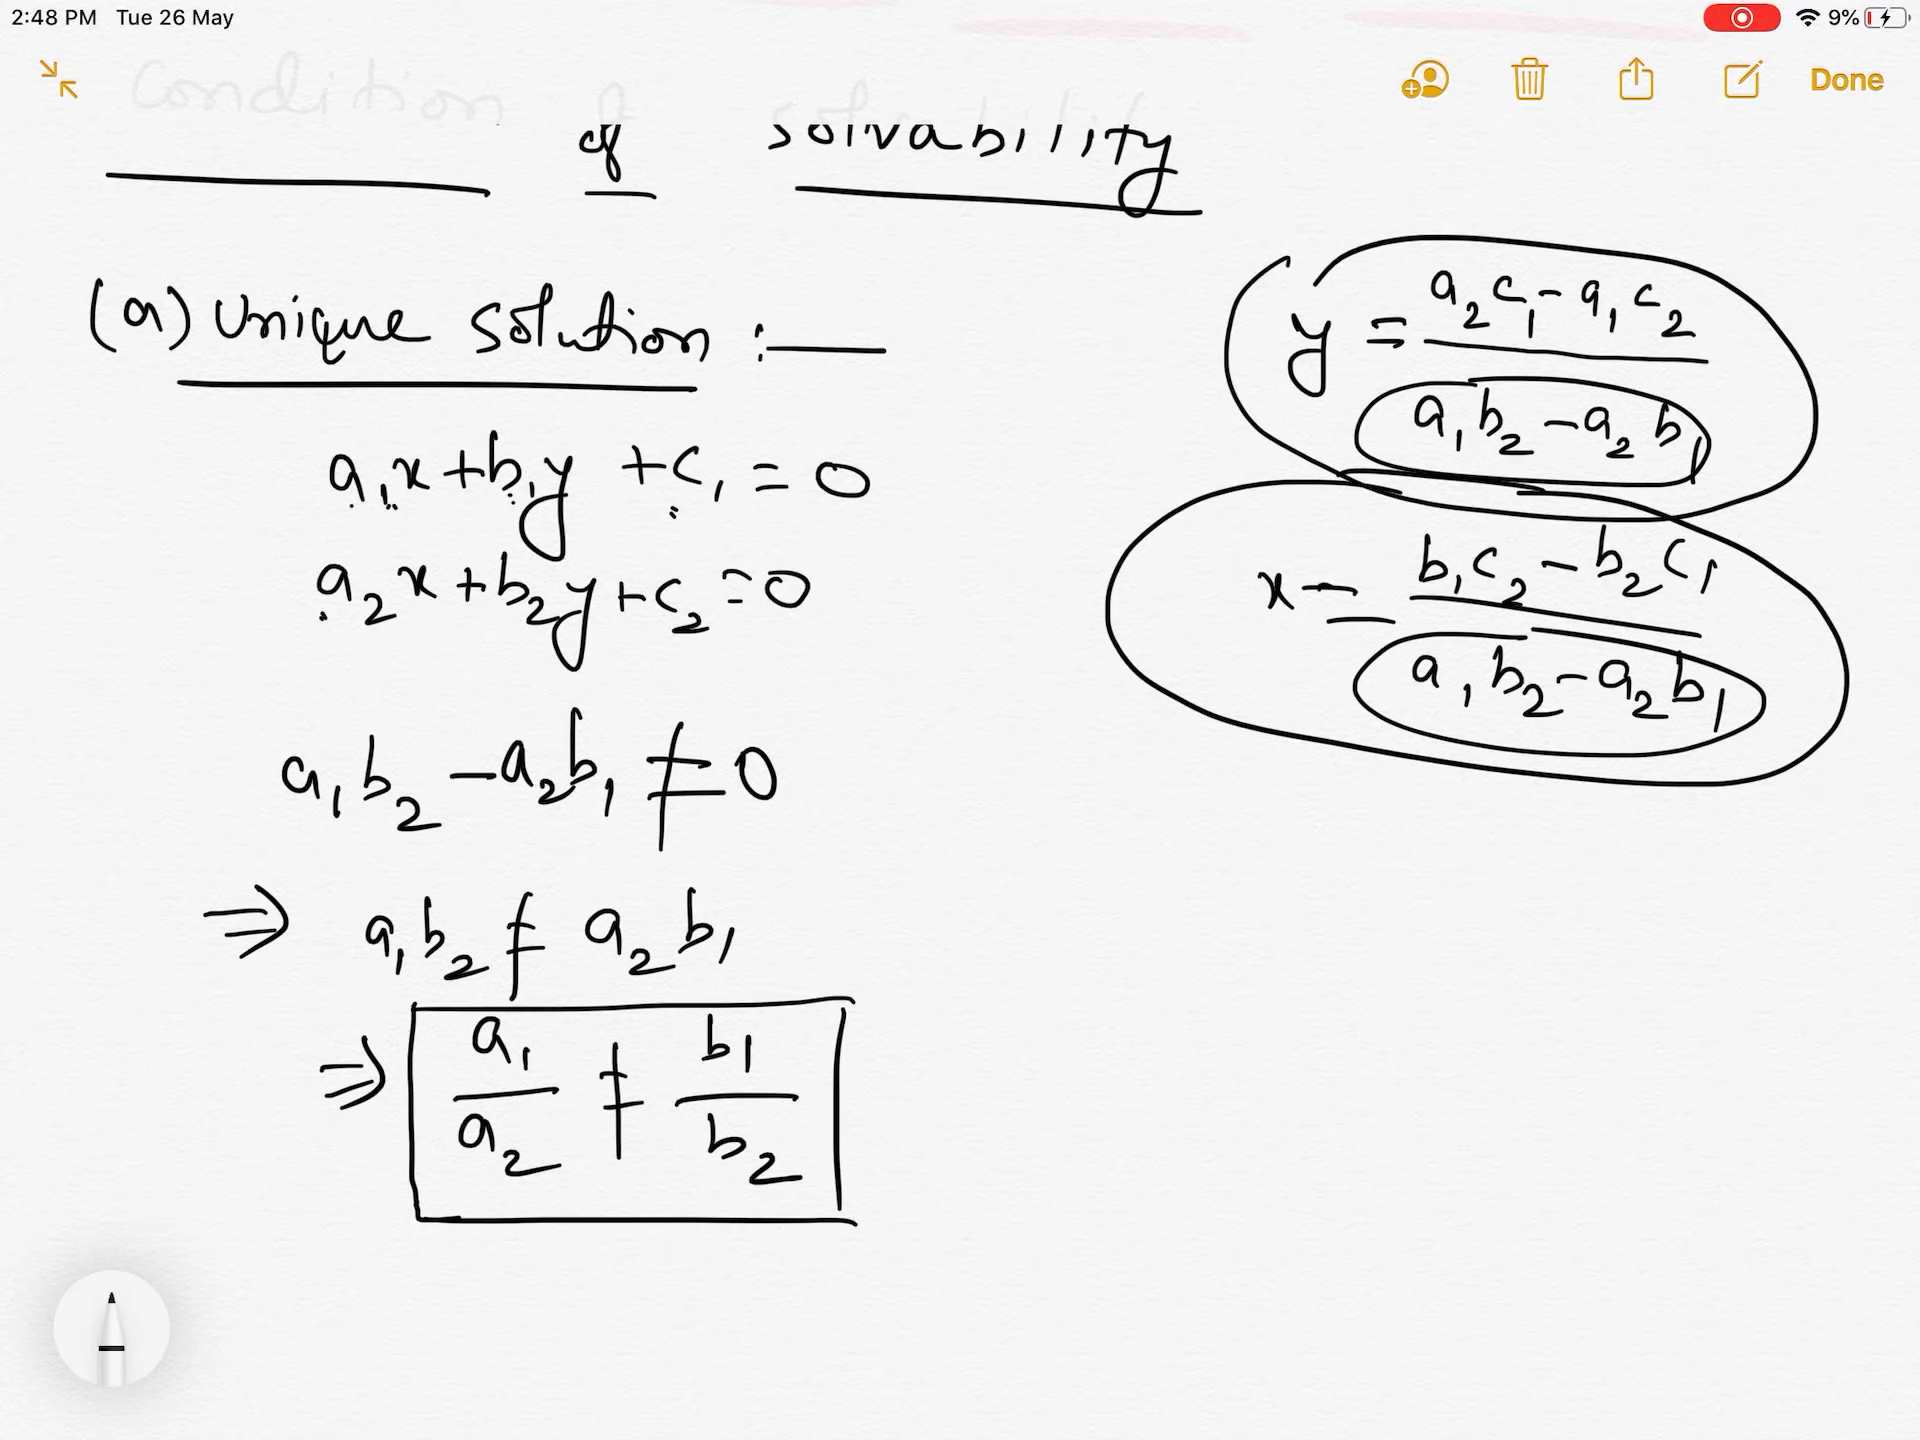 2:48 PM Tue 26 May
9%
Done
Condition of solvability
(a) Unique solution :—
a₁x + b₁y + c₁ = 0
a₂x + b₂y + c₂ = 0
a₁b₂ - a₂b₁ ≠ 0
⇒ a₁b₂ ≠ a₂b₁
⇒ a₁/a₂ ≠ b₁/b₂
y = (a₂c₁ - a₁c₂)/(a₁b₂ - a₂b₁)
x = (b₁c₂ - b₂c₁)/(a₁b₂ - a₂b₁)